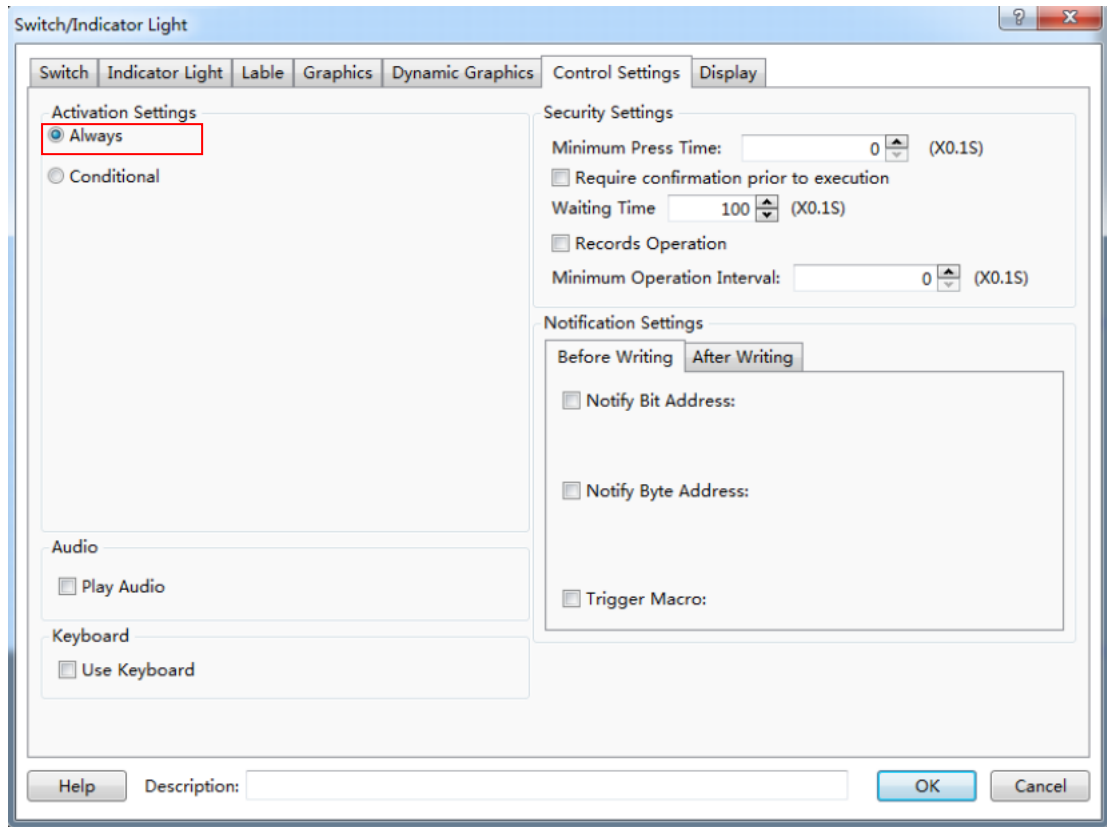 Switch/Indicator Light
Switch Indicator Light Lable Graphics Dynamic Graphics Control Settings Display
Activation Settings
Always
Conditional
Audio
Play Audio
Keyboard
Use Keyboard
Security Settings
Minimum Press Time: 0 (X0.1S)
Require confirmation prior to execution
Waiting Time 100 (X0.1S)
Records Operation
Minimum Operation Interval: 0 (X0.1S)
Notification Settings
Before Writing After Writing
Notify Bit Address:
Notify Byte Address:
Trigger Macro:
Help Description: OK Cancel